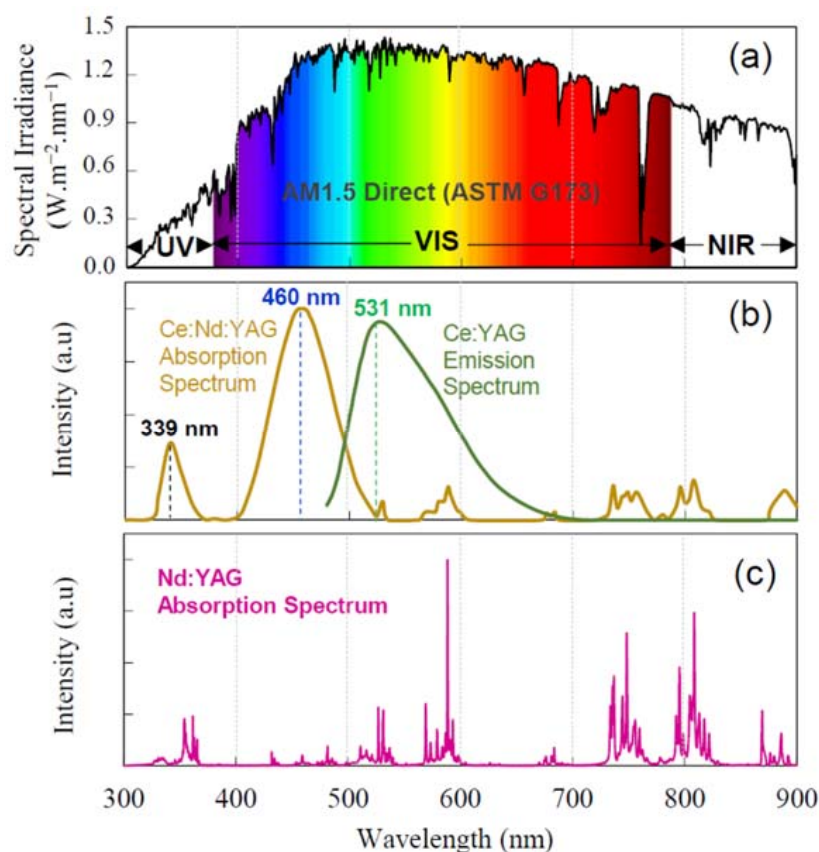 Spectral Irradiance
(W.m⁻².nm⁻¹)
1.5
1.2
0.9
0.6
0.3
0.0
(a)
AM1.5 Direct (ASTM G173)
UV
VIS
NIR
Intensity (a.u)
460 nm
531 nm
(b)
Ce:Nd:YAG
Absorption
Spectrum
Ce:YAG
Emission
Spectrum
339 nm
Intensity (a.u)
Nd:YAG
Absorption Spectrum
(c)
300 400 500 600 700 800 900
Wavelength (nm)